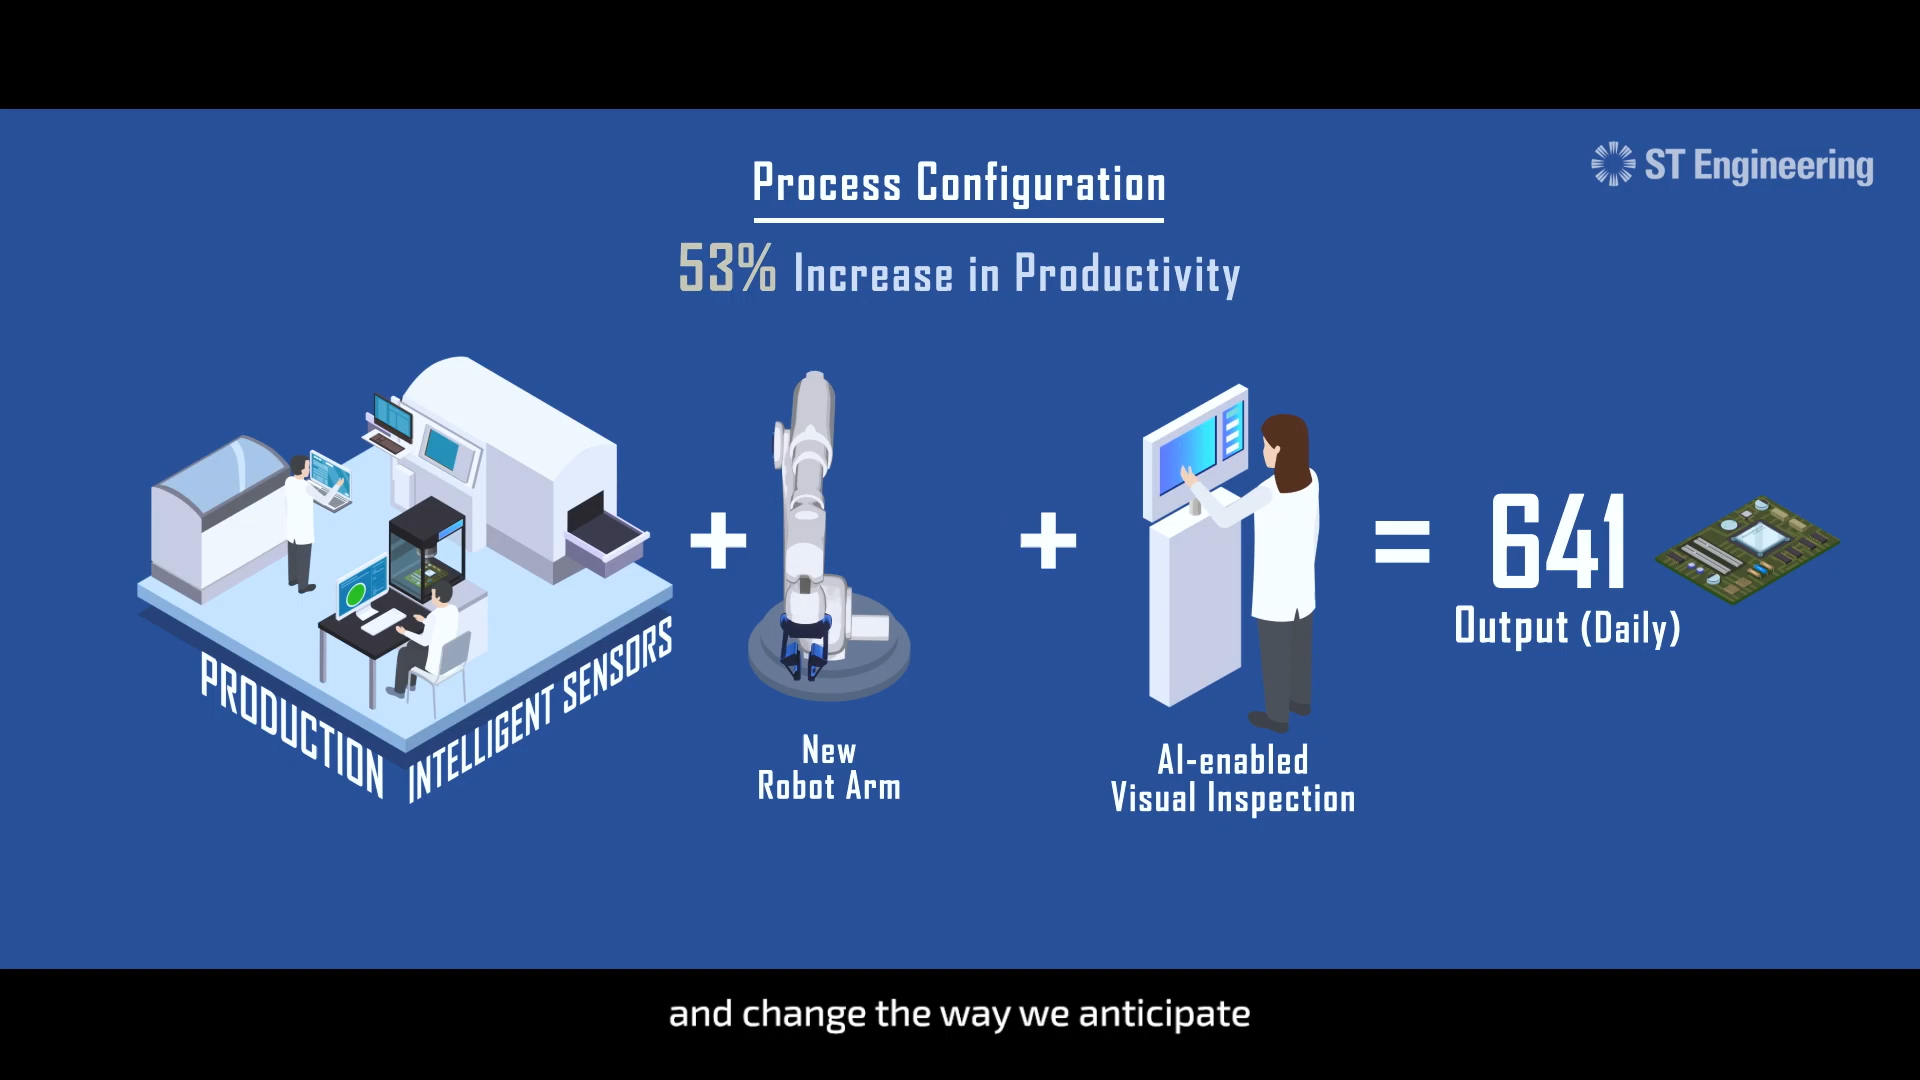 ST Engineering
Process Configuration
53% Increase in Productivity
PRODUCTION
INTELLIGENT SENSORS
+
New
Robot Arm
+
AI-enabled
Visual Inspection
= 641
Output (Daily)
and change the way we anticipate